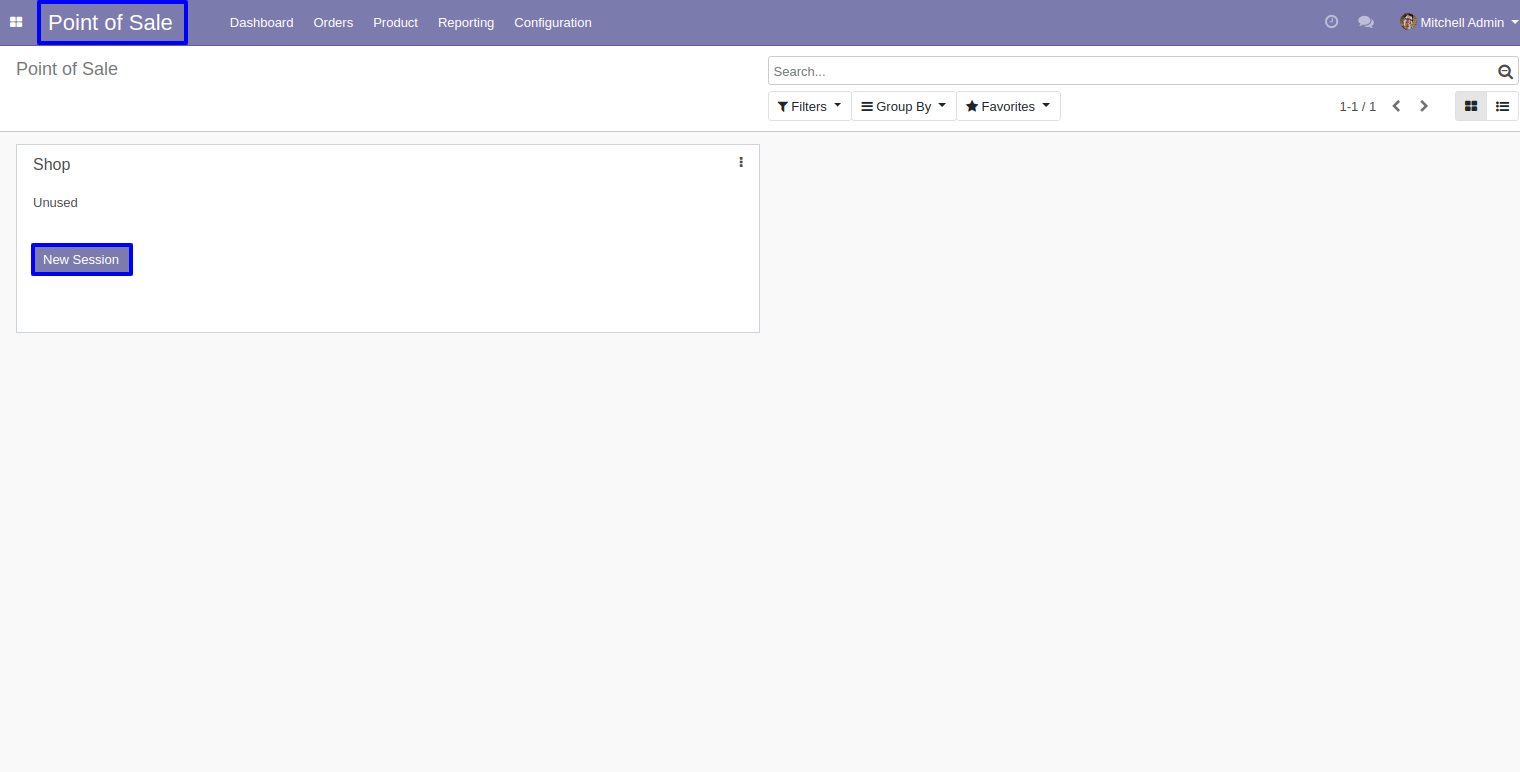 Point of Sale Dashboard Orders Product Reporting Configuration Mitchell Admin
Point of Sale
Search...
Filters Group By Favorites 1-1 / 1
Shop
Unused
New Session